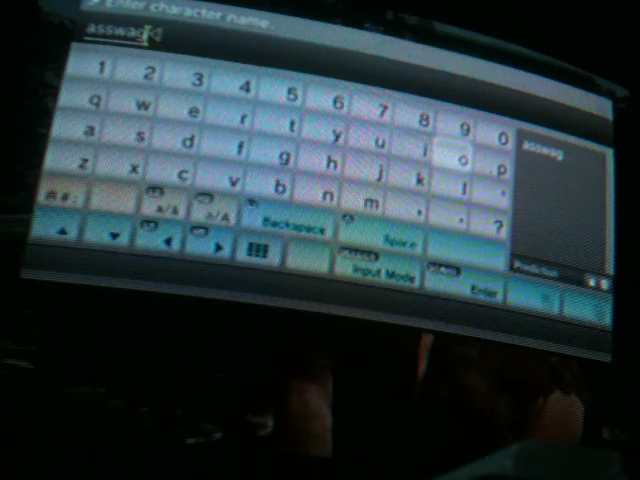 Enter character name.
asswag
1 2 3 4 5 6 7 8 9 0
q w e r t y u i o p
a s d f g h j k l '
z x c v b n m , . ?
@#: a/A à/Á Backspace Space
Input Mode Enter
asswag
Prediction